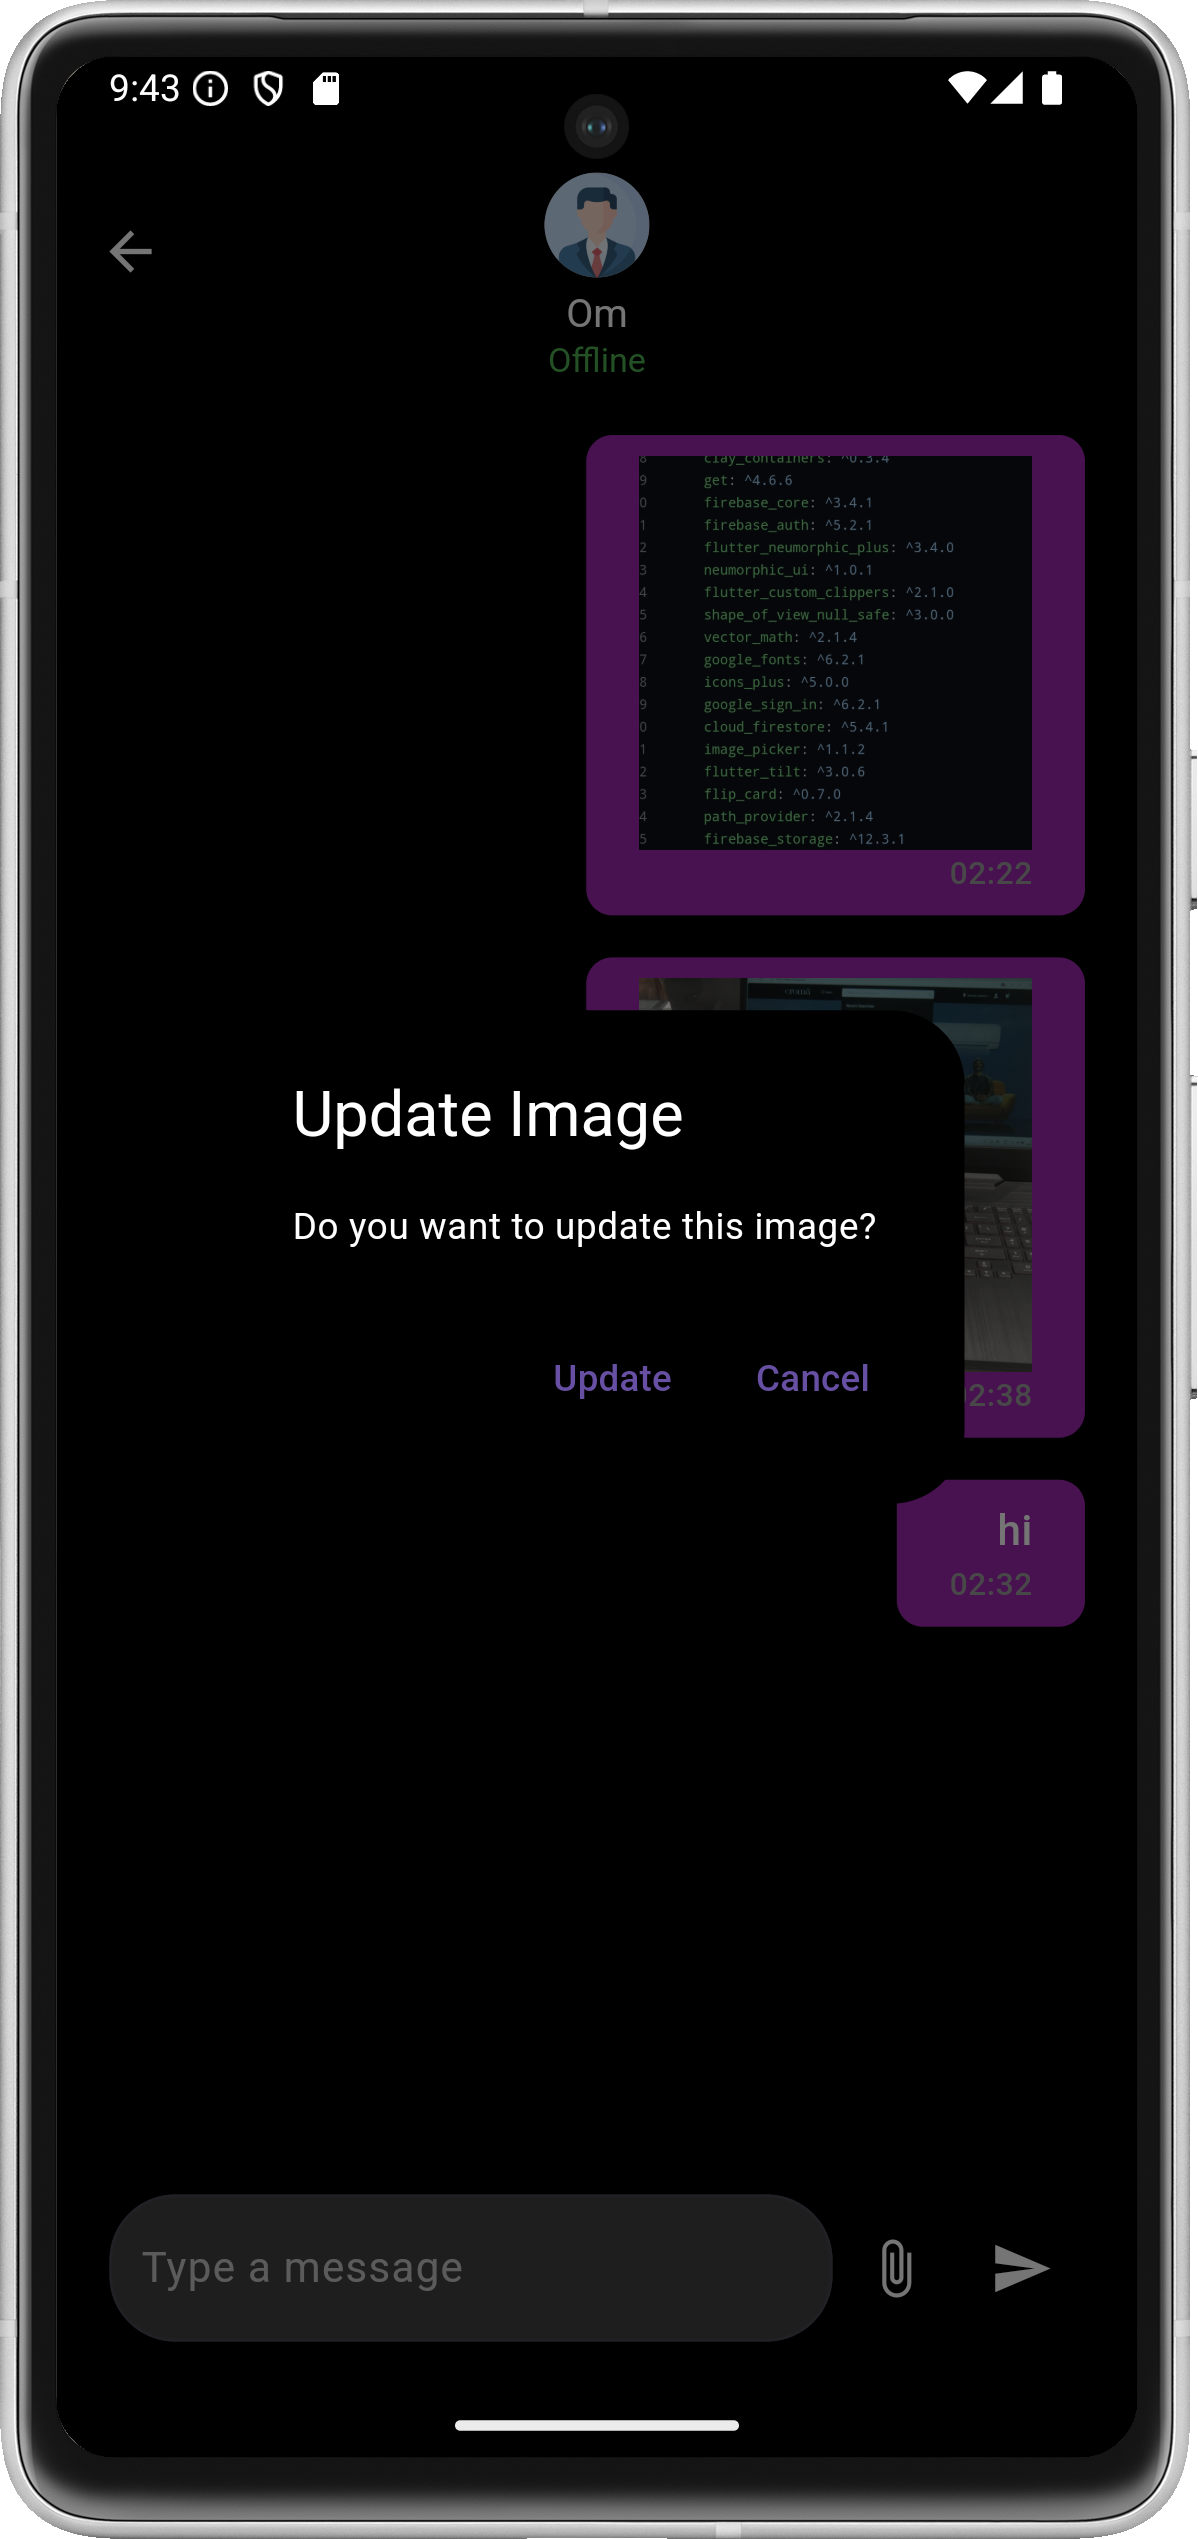 9:43
Om
Offline
8 clay_containers: ^0.3.4
9 get: ^4.6.6
0 firebase_core: ^3.4.1
1 firebase_auth: ^5.2.1
2 flutter_neumorphic_plus: ^3.4.0
3 neumorphic_ui: ^1.0.1
4 flutter_custom_clippers: ^2.1.0
5 shape_of_view_null_safe: ^3.0.0
6 vector_math: ^2.1.4
7 google_fonts: ^6.2.1
8 icons_plus: ^5.0.0
9 google_sign_in: ^6.2.1
0 cloud_firestore: ^5.4.1
1 image_picker: ^1.1.2
2 flutter_tilt: ^3.0.6
3 flip_card: ^0.7.0
4 path_provider: ^2.1.4
5 firebase_storage: ^12.3.1
02:22
Update Image
Do you want to update this image?
Update Cancel
2:38
hi
02:32
Type a message